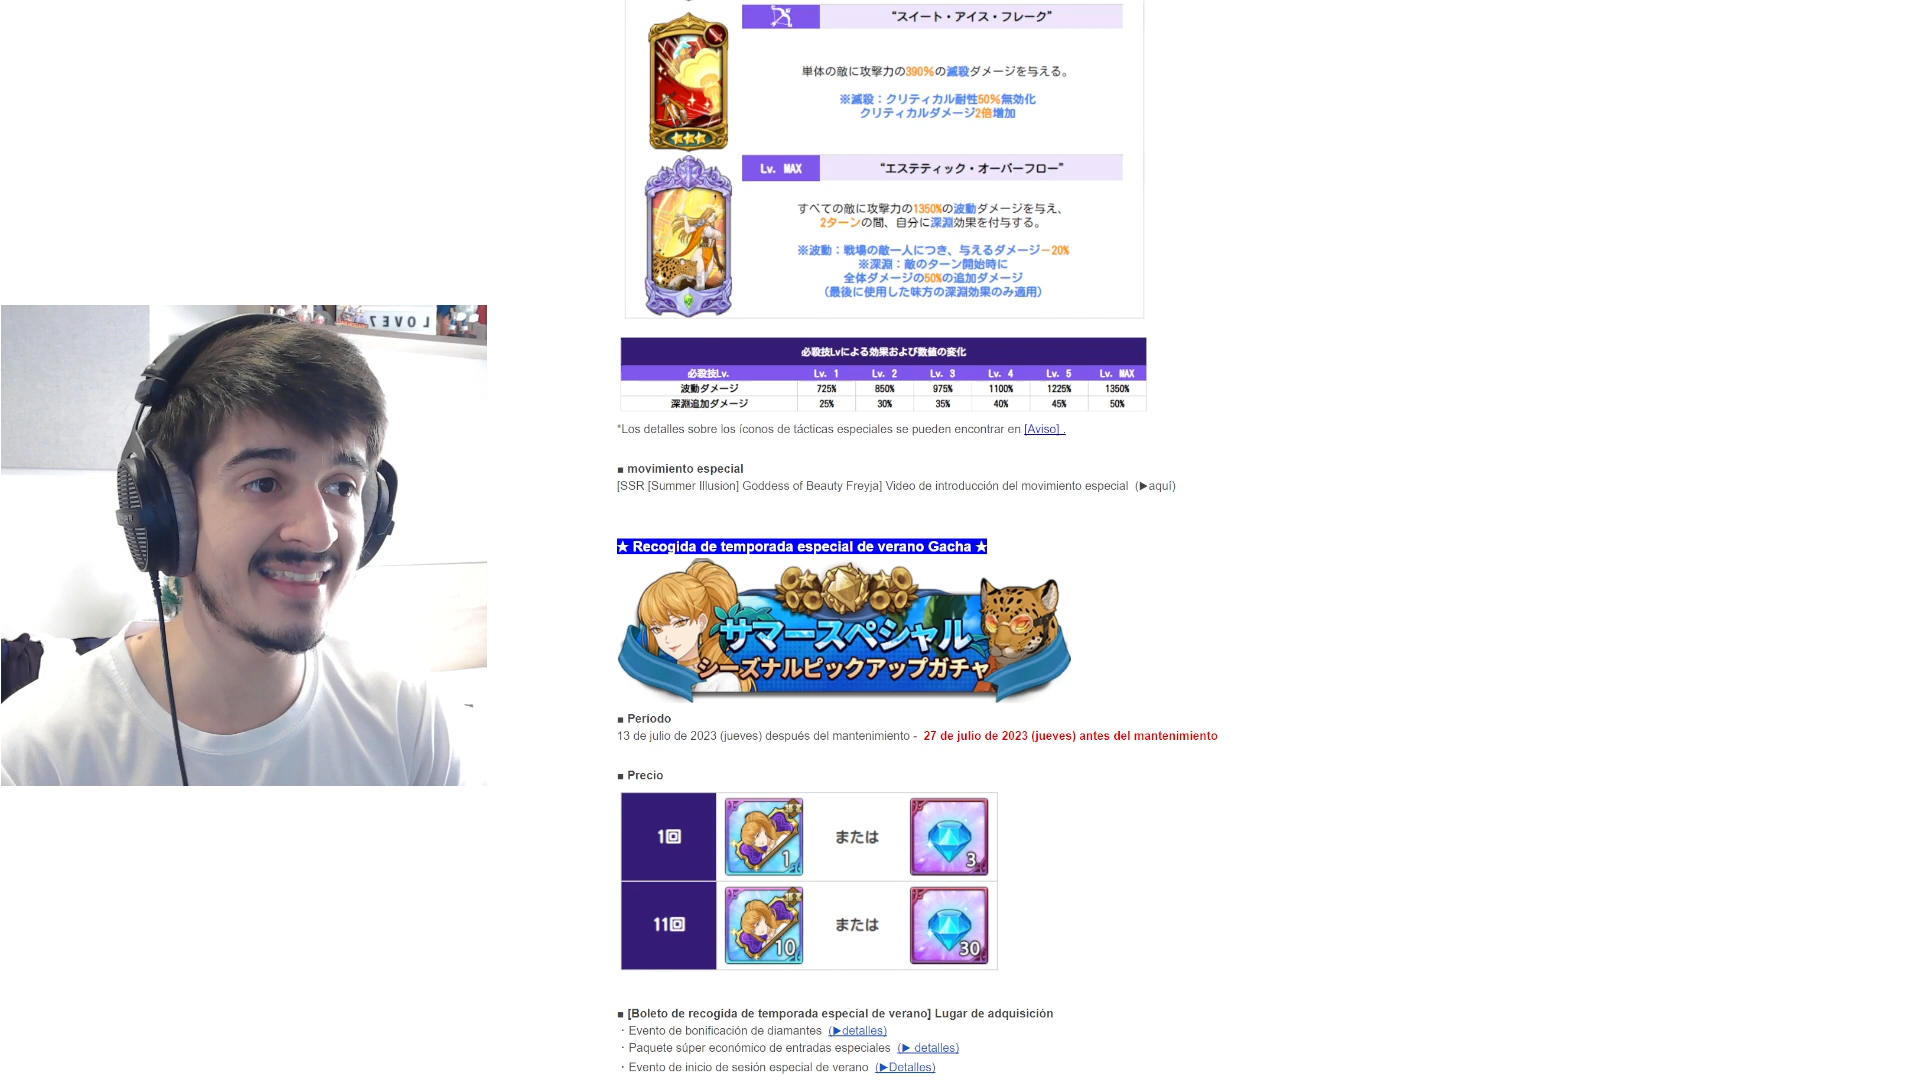 LOVE7
"スイート・アイス・フレーク"
単体の敵に攻撃力の390%の滅殺ダメージを与える。
※滅殺：クリティカル耐性50%無効化
クリティカルダメージ2倍増加
Lv. MAX
"エステティック・オーバーフロー"
すべての敵に攻撃力の1350%の波動ダメージを与え、
2ターンの間、自分に深淵効果を付与する。
※波動：戦場の敵一人につき、与えるダメージ－20%
※深淵：敵のターン開始時に
全体ダメージの50%の追加ダメージ
（最後に使用した味方の深淵効果のみ適用）
必殺技Lvによる効果および数値の変化
必殺技Lv. Lv. 1 Lv. 2 Lv. 3 Lv. 4 Lv. 5 Lv. MAX
波動ダメージ 725% 850% 975% 1100% 1225% 1350%
深淵追加ダメージ 25% 30% 35% 40% 45% 50%
*Los detalles sobre los íconos de tácticas especiales se pueden encontrar en [Aviso] .
■ movimiento especial
[SSR [Summer Illusion] Goddess of Beauty Freyja] Video de introducción del movimiento especial (▶aquí)
★ Recogida de temporada especial de verano Gacha ★
サマースペシャル
シーズナルピックアップガチャ
■ Período
13 de julio de 2023 (jueves) después del mantenimiento - 27 de julio de 2023 (jueves) antes del mantenimiento
■ Precio
1回 1 または 3
11回 10 または 30
■ [Boleto de recogida de temporada especial de verano] Lugar de adquisición
・Evento de bonificación de diamantes (▶detalles)
・Paquete súper económico de entradas especiales (▶ detalles)
・Evento de inicio de sesión especial de verano (▶Detalles)